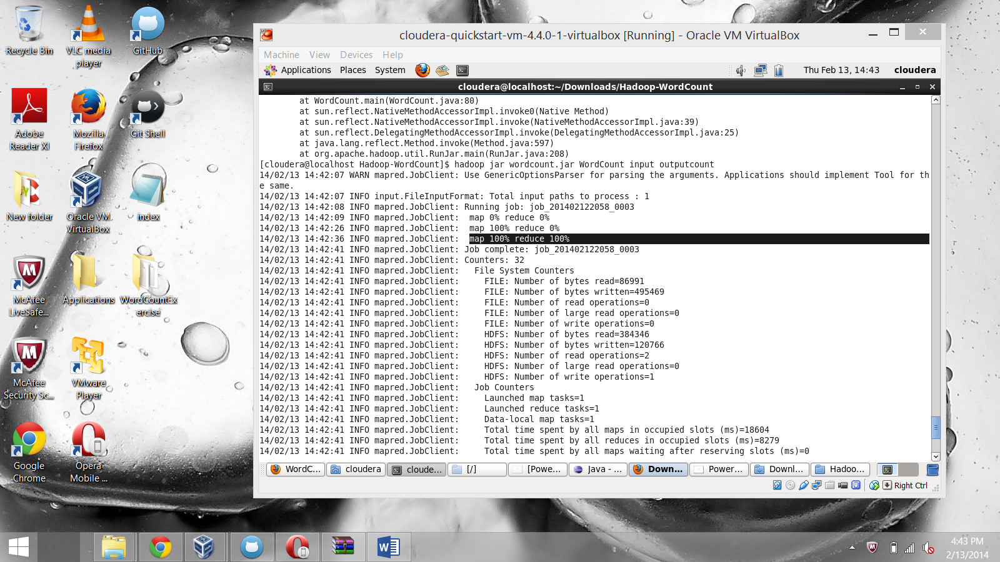 Recycle Bin
VLC media
player
GitHub
Adobe
Reader XI
Mozilla
Firefox
Git Shell
New folder
Oracle VM
VirtualBox
index
McAfee
LiveSafe...
Applications
WordCountEx
ercise
McAfee
Security Sc...
VMware
Player
Google
Chrome
Opera
Mobile ...
cloudera-quickstart-vm-4.4.0-1-virtualbox [Running] - Oracle VM VirtualBox
Machine View Devices Help
Applications Places System Thu Feb 13, 14:43 cloudera
cloudera@localhost:~/Downloads/Hadoop-WordCount
at WordCount.main(WordCount.java:80)
at sun.reflect.NativeMethodAccessorImpl.invoke0(Native Method)
at sun.reflect.NativeMethodAccessorImpl.invoke(NativeMethodAccessorImpl.java:39)
at sun.reflect.DelegatingMethodAccessorImpl.invoke(DelegatingMethodAccessorImpl.java:25)
at java.lang.reflect.Method.invoke(Method.java:597)
at org.apache.hadoop.util.RunJar.main(RunJar.java:208)
[cloudera@localhost Hadoop-WordCount]$ hadoop jar wordcount.jar WordCount input outputcount
14/02/13 14:42:07 WARN mapred.JobClient: Use GenericOptionsParser for parsing the arguments. Applications should implement Tool for th
e same.
14/02/13 14:42:07 INFO input.FileInputFormat: Total input paths to process : 1
14/02/13 14:42:08 INFO mapred.JobClient: Running job: job_201402122058_0003
14/02/13 14:42:09 INFO mapred.JobClient:  map 0% reduce 0%
14/02/13 14:42:26 INFO mapred.JobClient:  map 100% reduce 0%
14/02/13 14:42:36 INFO mapred.JobClient:  map 100% reduce 100%
14/02/13 14:42:41 INFO mapred.JobClient: Job complete: job_201402122058_0003
14/02/13 14:42:41 INFO mapred.JobClient: Counters: 32
14/02/13 14:42:41 INFO mapred.JobClient:   File System Counters
14/02/13 14:42:41 INFO mapred.JobClient:     FILE: Number of bytes read=86991
14/02/13 14:42:41 INFO mapred.JobClient:     FILE: Number of bytes written=495469
14/02/13 14:42:41 INFO mapred.JobClient:     FILE: Number of read operations=0
14/02/13 14:42:41 INFO mapred.JobClient:     FILE: Number of large read operations=0
14/02/13 14:42:41 INFO mapred.JobClient:     FILE: Number of write operations=0
14/02/13 14:42:41 INFO mapred.JobClient:     HDFS: Number of bytes read=384346
14/02/13 14:42:41 INFO mapred.JobClient:     HDFS: Number of bytes written=120766
14/02/13 14:42:41 INFO mapred.JobClient:     HDFS: Number of read operations=2
14/02/13 14:42:41 INFO mapred.JobClient:     HDFS: Number of large read operations=0
14/02/13 14:42:41 INFO mapred.JobClient:     HDFS: Number of write operations=1
14/02/13 14:42:41 INFO mapred.JobClient:   Job Counters
14/02/13 14:42:41 INFO mapred.JobClient:     Launched map tasks=1
14/02/13 14:42:41 INFO mapred.JobClient:     Launched reduce tasks=1
14/02/13 14:42:41 INFO mapred.JobClient:     Data-local map tasks=1
14/02/13 14:42:41 INFO mapred.JobClient:     Total time spent by all maps in occupied slots (ms)=18604
14/02/13 14:42:41 INFO mapred.JobClient:     Total time spent by all reduces in occupied slots (ms)=8279
14/02/13 14:42:41 INFO mapred.JobClient:     Total time spent by all maps waiting after reserving slots (ms)=0
WordC... cloudera cloude... [/] [Powe... Java - ... Down... Power... Downl... Hadoo...
Right Ctrl
4:43 PM
2/13/2014